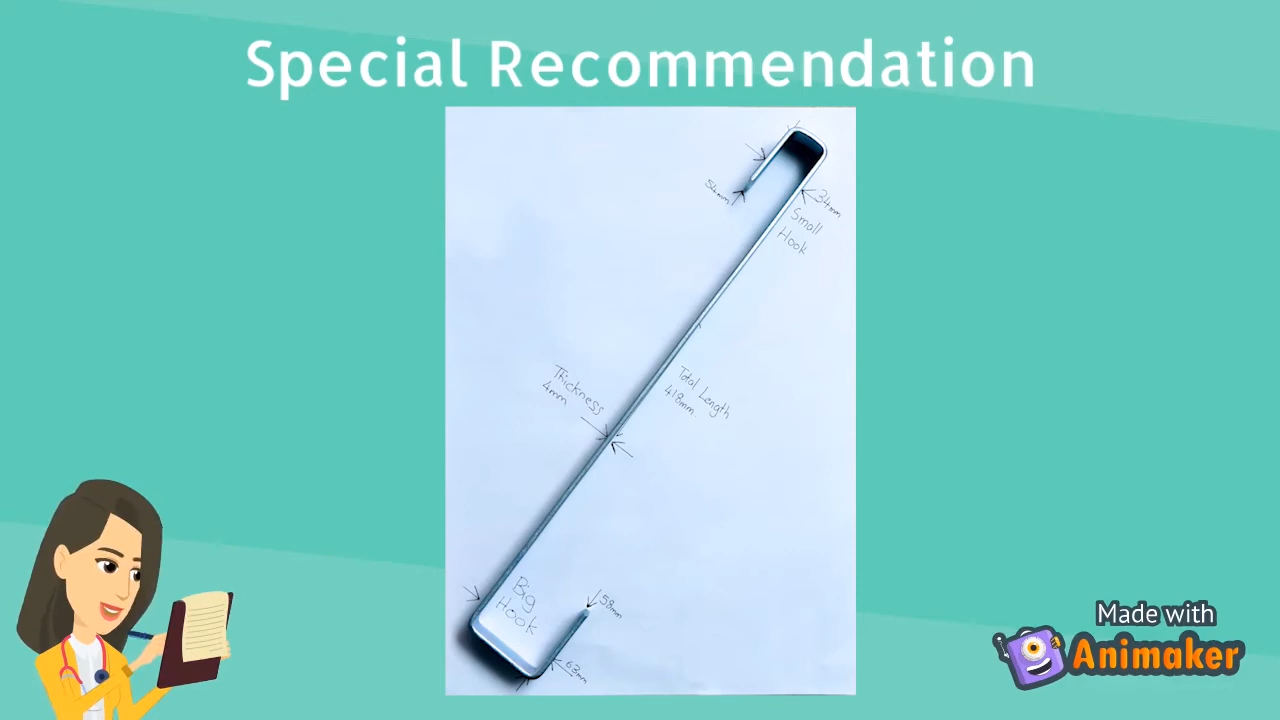 Special Recommendation
54mm
34mm
Small
Hook
Thickness
4mm
Total Length
418mm
Big
Hook
58mm
63mm
Made with
Animaker